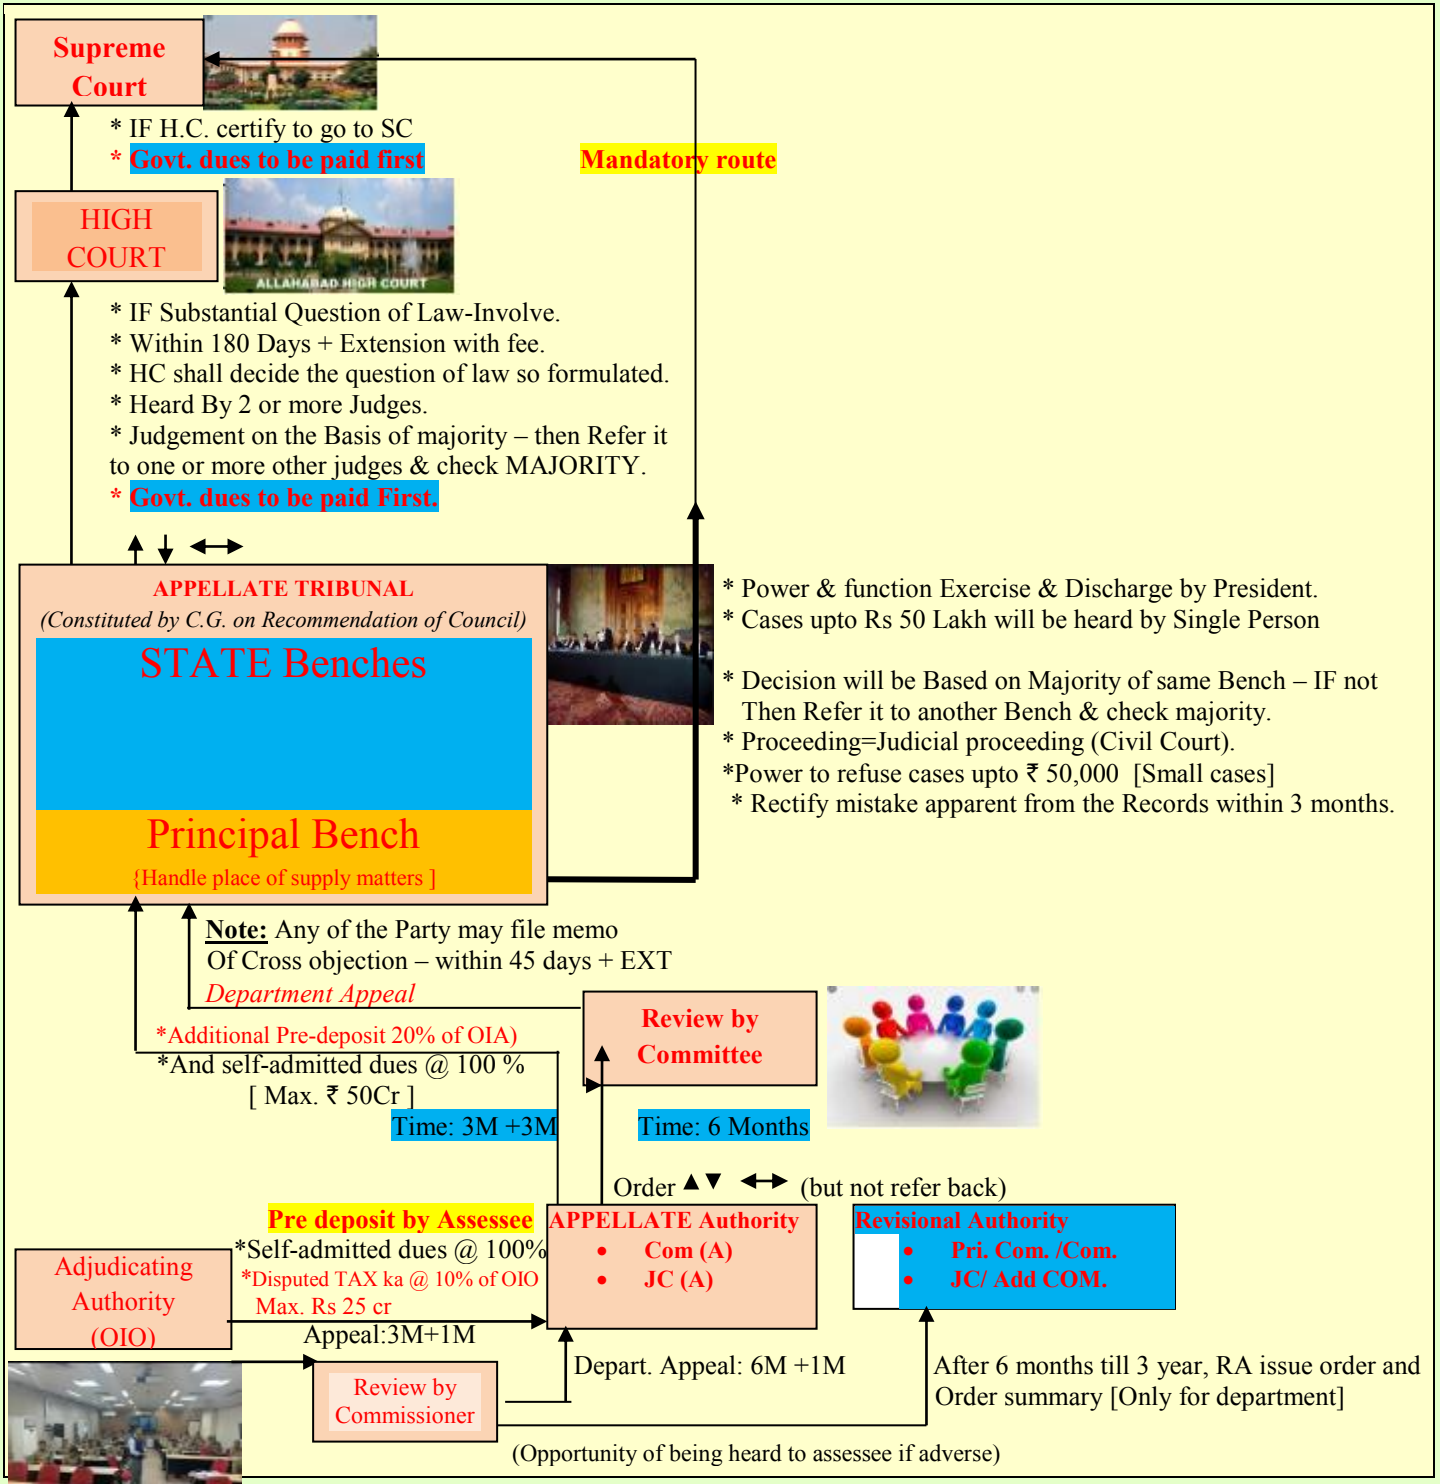 Supreme
Court
* IF H.C. certify to go to SC
* Govt. dues to be paid first
Mandatory route
HIGH
COURT
ALLAHABAD HIGH COURT
* IF Substantial Question of Law-Involve.
* Within 180 Days + Extension with fee.
* HC shall decide the question of law so formulated.
* Heard By 2 or more Judges.
* Judgement on the Basis of majority – then Refer it
to one or more other judges & check MAJORITY.
* Govt. dues to be paid First.
APPELLATE TRIBUNAL
(Constituted by C.G. on Recommendation of Council)
STATE Benches
Principal Bench
{Handle place of supply matters ]
* Power & function Exercise & Discharge by President.
* Cases upto Rs 50 Lakh will be heard by Single Person
* Decision will be Based on Majority of same Bench – IF not
Then Refer it to another Bench & check majority.
* Proceeding=Judicial proceeding (Civil Court).
*Power to refuse cases upto ₹ 50,000 [Small cases]
* Rectify mistake apparent from the Records within 3 months.
Note: Any of the Party may file memo
Of Cross objection – within 45 days + EXT
Department Appeal
Review by
Committee
*Additional Pre-deposit 20% of OIA)
*And self-admitted dues @ 100 %
[ Max. ₹ 50Cr ]
Time: 3M +3M
Time: 6 Months
Order ▲▼ (but not refer back)
Pre deposit by Assessee
*Self-admitted dues @ 100%
*Disputed TAX ka @ 10% of OIO
Max. Rs 25 cr
Appeal:3M+1M
APPELLATE Authority
• Com (A)
• JC (A)
Revisional Authority
• Pri. Com. /Com.
• JC/ Add COM.
Adjudicating
Authority
(OIO)
Review by
Commissioner
Depart. Appeal: 6M +1M
After 6 months till 3 year, RA issue order and
Order summary [Only for department]
(Opportunity of being heard to assessee if adverse)